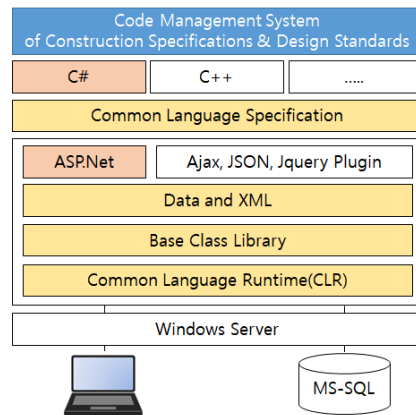 Code Management System
of Construction Specifications & Design Standards
C#
C++
.....
Common Language Specification
ASP.Net
Ajax, JSON, Jquery Plugin
Data and XML
Base Class Library
Common Language Runtime(CLR)
Windows Server
MS-SQL